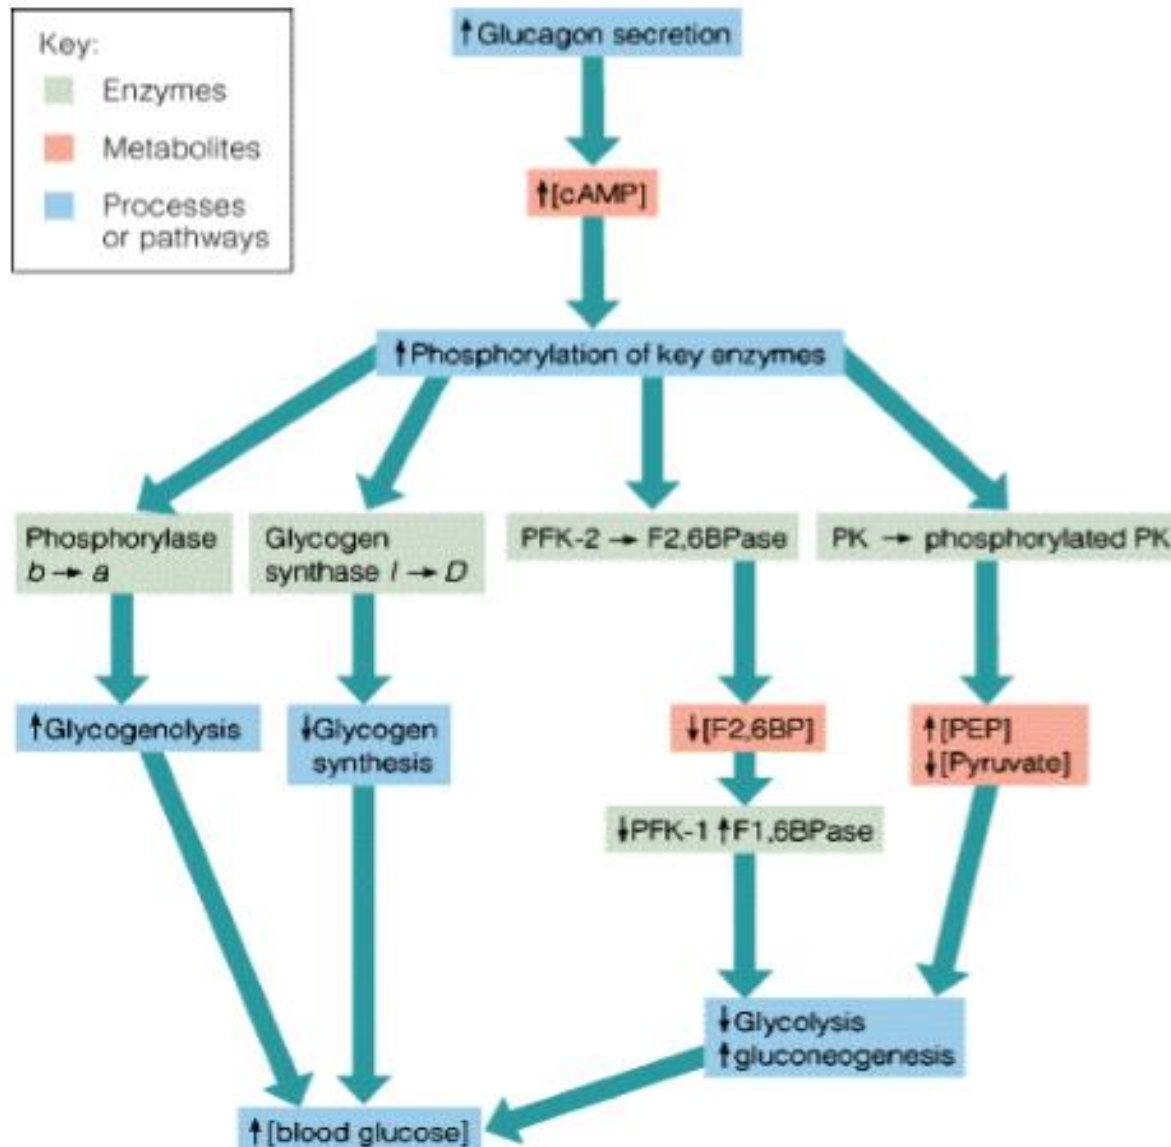 Key:
Enzymes
Metabolites
Processes
or pathways
↑Glucagon secretion
↑[cAMP]
↑Phosphorylation of key enzymes
Phosphorylase
b → a
Glycogen
synthase I → D
PFK-2 → F2,6BPase
PK → phosphorylated PK
↑Glycogenolysis
↓Glycogen
synthesis
↓[F2,6BP]
↑[PEP]
↓[Pyruvate]
↓PFK-1 ↑F1,6BPase
↓Glycolysis
↑gluconeogenesis
↑[blood glucose]